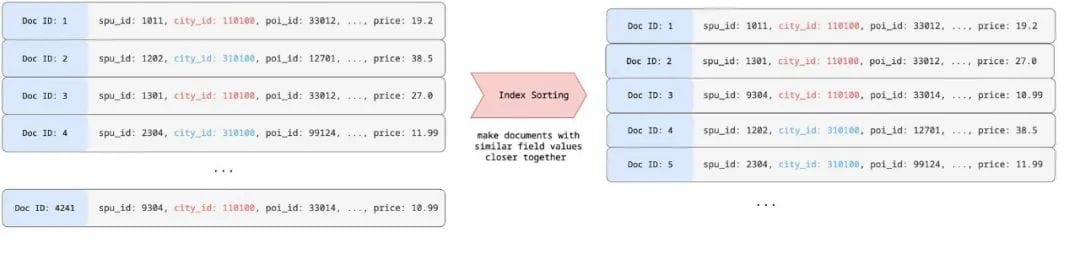 Doc ID: 1 spu_id: 1011, city_id: 110100, poi_id: 33012, ..., price: 19.2
Doc ID: 2 spu_id: 1202, city_id: 310100, poi_id: 12701, ..., price: 38.5
Doc ID: 3 spu_id: 1301, city_id: 110100, poi_id: 33012, ..., price: 27.0
Doc ID: 4 spu_id: 2304, city_id: 310100, poi_id: 99124, ..., price: 11.99
...
Doc ID: 4241 spu_id: 9304, city_id: 110100, poi_id: 33014, ..., price: 10.99
Index Sorting
make documents with
similar field values
closer together
Doc ID: 1 spu_id: 1011, city_id: 110100, poi_id: 33012, ..., price: 19.2
Doc ID: 2 spu_id: 1301, city_id: 110100, poi_id: 33012, ..., price: 27.0
Doc ID: 3 spu_id: 9304, city_id: 110100, poi_id: 33014, ..., price: 10.99
Doc ID: 4 spu_id: 1202, city_id: 310100, poi_id: 12701, ..., price: 38.5
Doc ID: 5 spu_id: 2304, city_id: 310100, poi_id: 99124, ..., price: 11.99
...